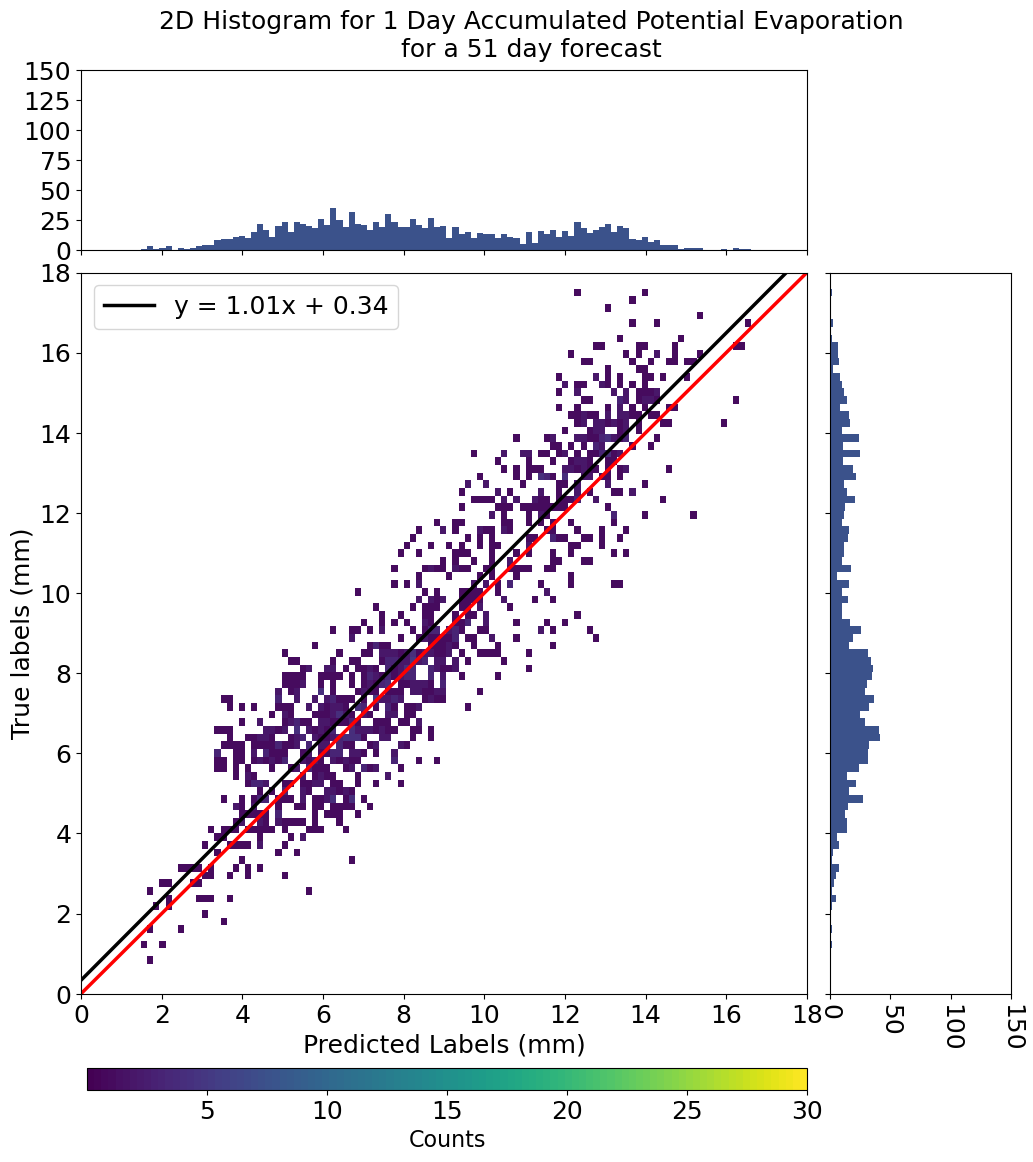 2D Histogram for 1 Day Accumulated Potential Evaporation
for a 51 day forecast
150
125
100
75
50
25
0
18
16
14
12
10
8
6
4
2
0
True labels (mm)
y = 1.01x + 0.34
0 2 4 6 8 10 12 14 16 18
Predicted Labels (mm)
0 50 100 150
5 10 15 20 25 30
Counts